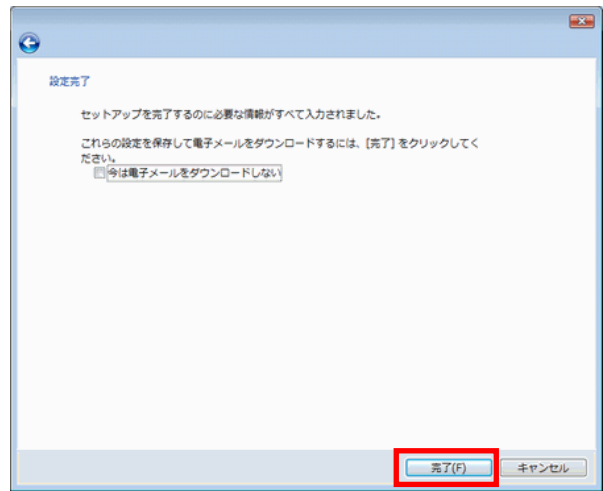 設定完了
セットアップを完了するのに必要な情報がすべて入力されました。
これらの設定を保存して電子メールをダウンロードするには、[完了] をクリックしてく
ださい。
今は電子メールをダウンロードしない
完了(F)
キャンセル